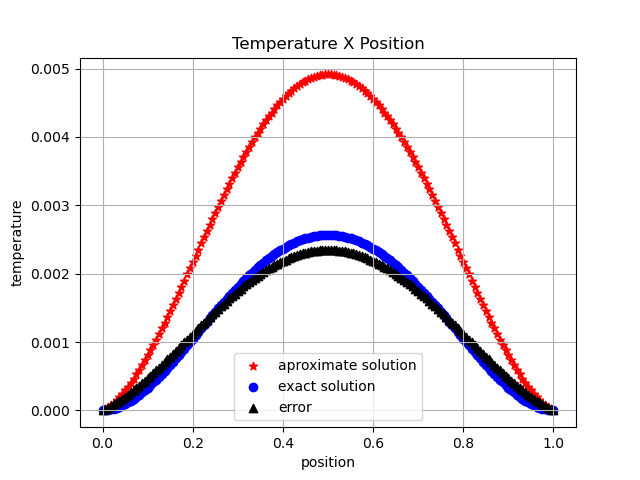 Temperature X Position
0.005
0.004
0.003
0.002
0.001
0.000
temperature
aproximate solution
exact solution
error
0.0 0.2 0.4 0.6 0.8 1.0
position